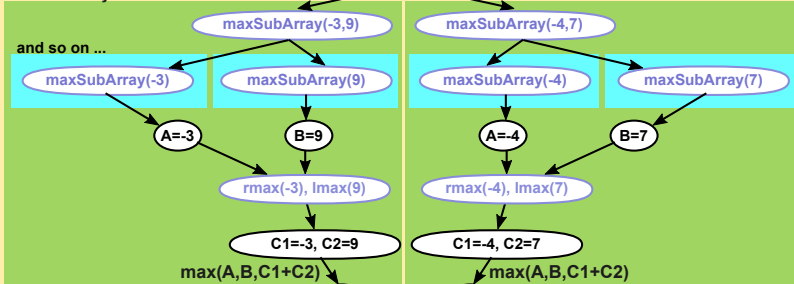 maxSubArray(-3,9)
maxSubArray(-4,7)
and so on ...
maxSubArray(-3)
maxSubArray(9)
maxSubArray(-4)
maxSubArray(7)
A=-3
B=9
A=-4
B=7
rmax(-3), lmax(9)
rmax(-4), lmax(7)
C1=-3, C2=9
C1=-4, C2=7
max(A,B,C1+C2)
max(A,B,C1+C2)